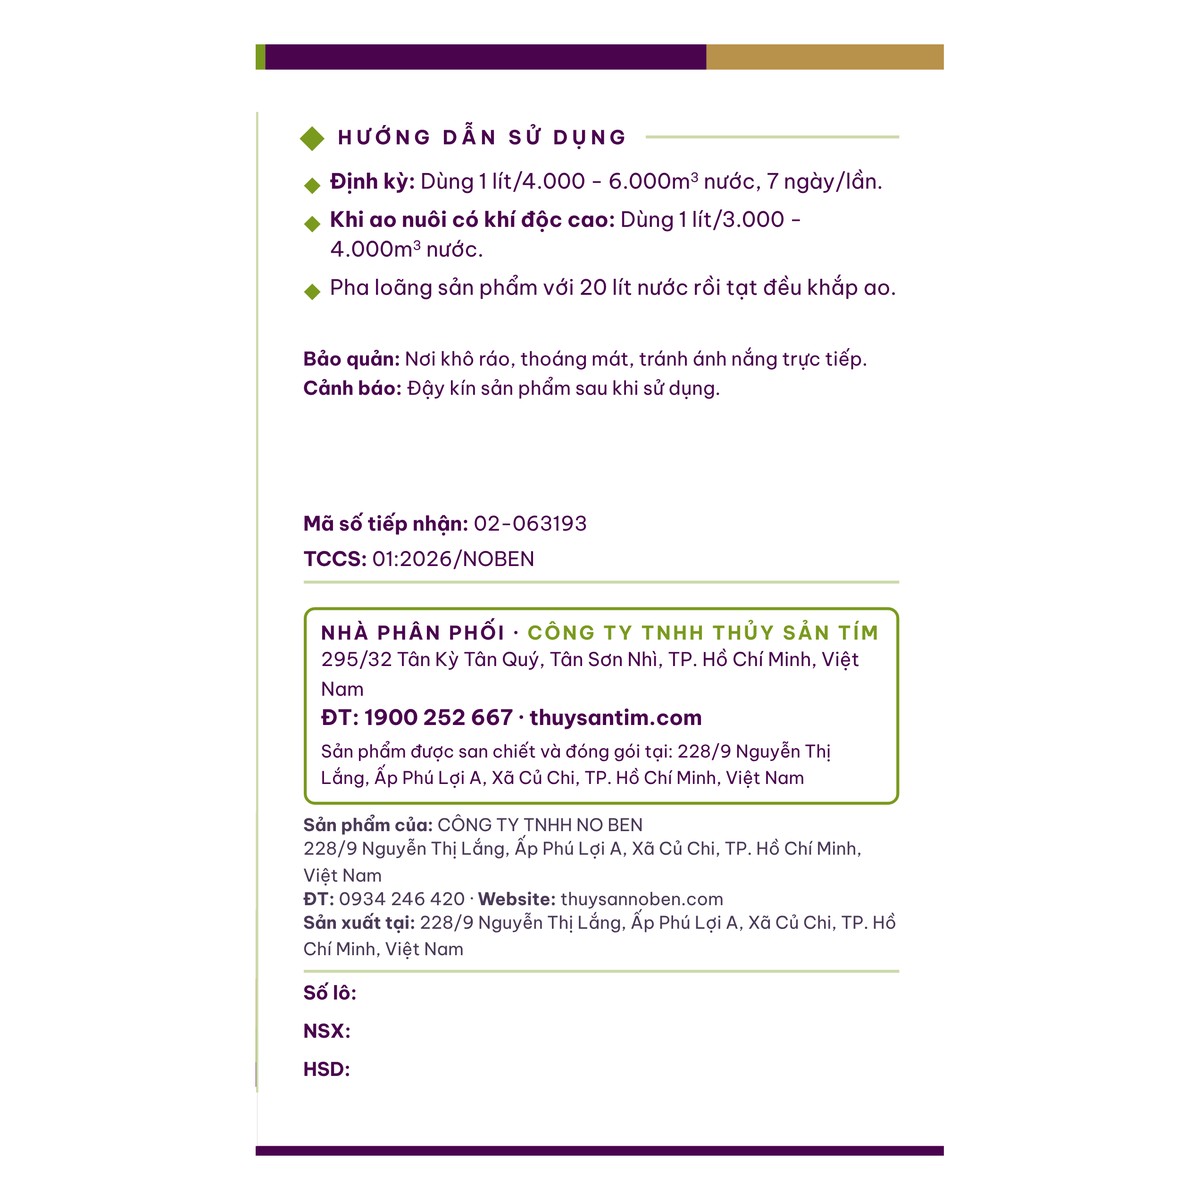 HƯỚNG DẪN SỬ DỤNG
Định kỳ: Dùng 1 lít/4.000 - 6.000m³ nước, 7 ngày/lần.
Khi ao nuôi có khí độc cao: Dùng 1 lít/3.000 -
4.000m³ nước.
Pha loãng sản phẩm với 20 lít nước rồi tạt đều khắp ao.
Bảo quản: Nơi khô ráo, thoáng mát, tránh ánh nắng trực tiếp.
Cảnh báo: Đậy kín sản phẩm sau khi sử dụng.
Mã số tiếp nhận: 02-063193
TCCS: 01:2026/NOBEN
NHÀ PHÂN PHỐI · CÔNG TY TNHH THỦY SẢN TÍM
295/32 Tân Kỳ Tân Quý, Tân Sơn Nhì, TP. Hồ Chí Minh, Việt
Nam
ĐT: 1900 252 667 · thuysantim.com
Sản phẩm được san chiết và đóng gói tại: 228/9 Nguyễn Thị
Lắng, Ấp Phú Lợi A, Xã Củ Chi, TP. Hồ Chí Minh, Việt Nam
Sản phẩm của: CÔNG TY TNHH NO BEN
228/9 Nguyễn Thị Lắng, Ấp Phú Lợi A, Xã Củ Chi, TP. Hồ Chí Minh,
Việt Nam
ĐT: 0934 246 420 · Website: thuysannoben.com
Sản xuất tại: 228/9 Nguyễn Thị Lắng, Ấp Phú Lợi A, Xã Củ Chi, TP. Hồ
Chí Minh, Việt Nam
Số lô:
NSX:
HSD: